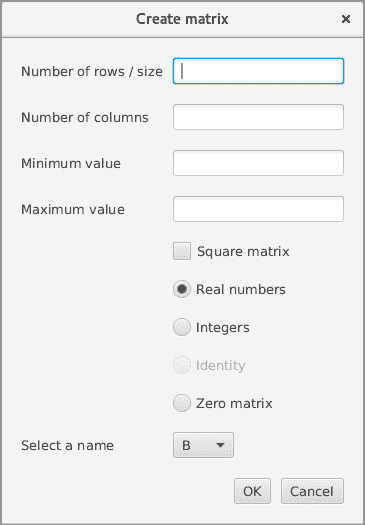 Create matrix
Number of rows / size
Number of columns
Minimum value
Maximum value
Square matrix
Real numbers
Integers
Identity
Zero matrix
Select a name B
OK Cancel